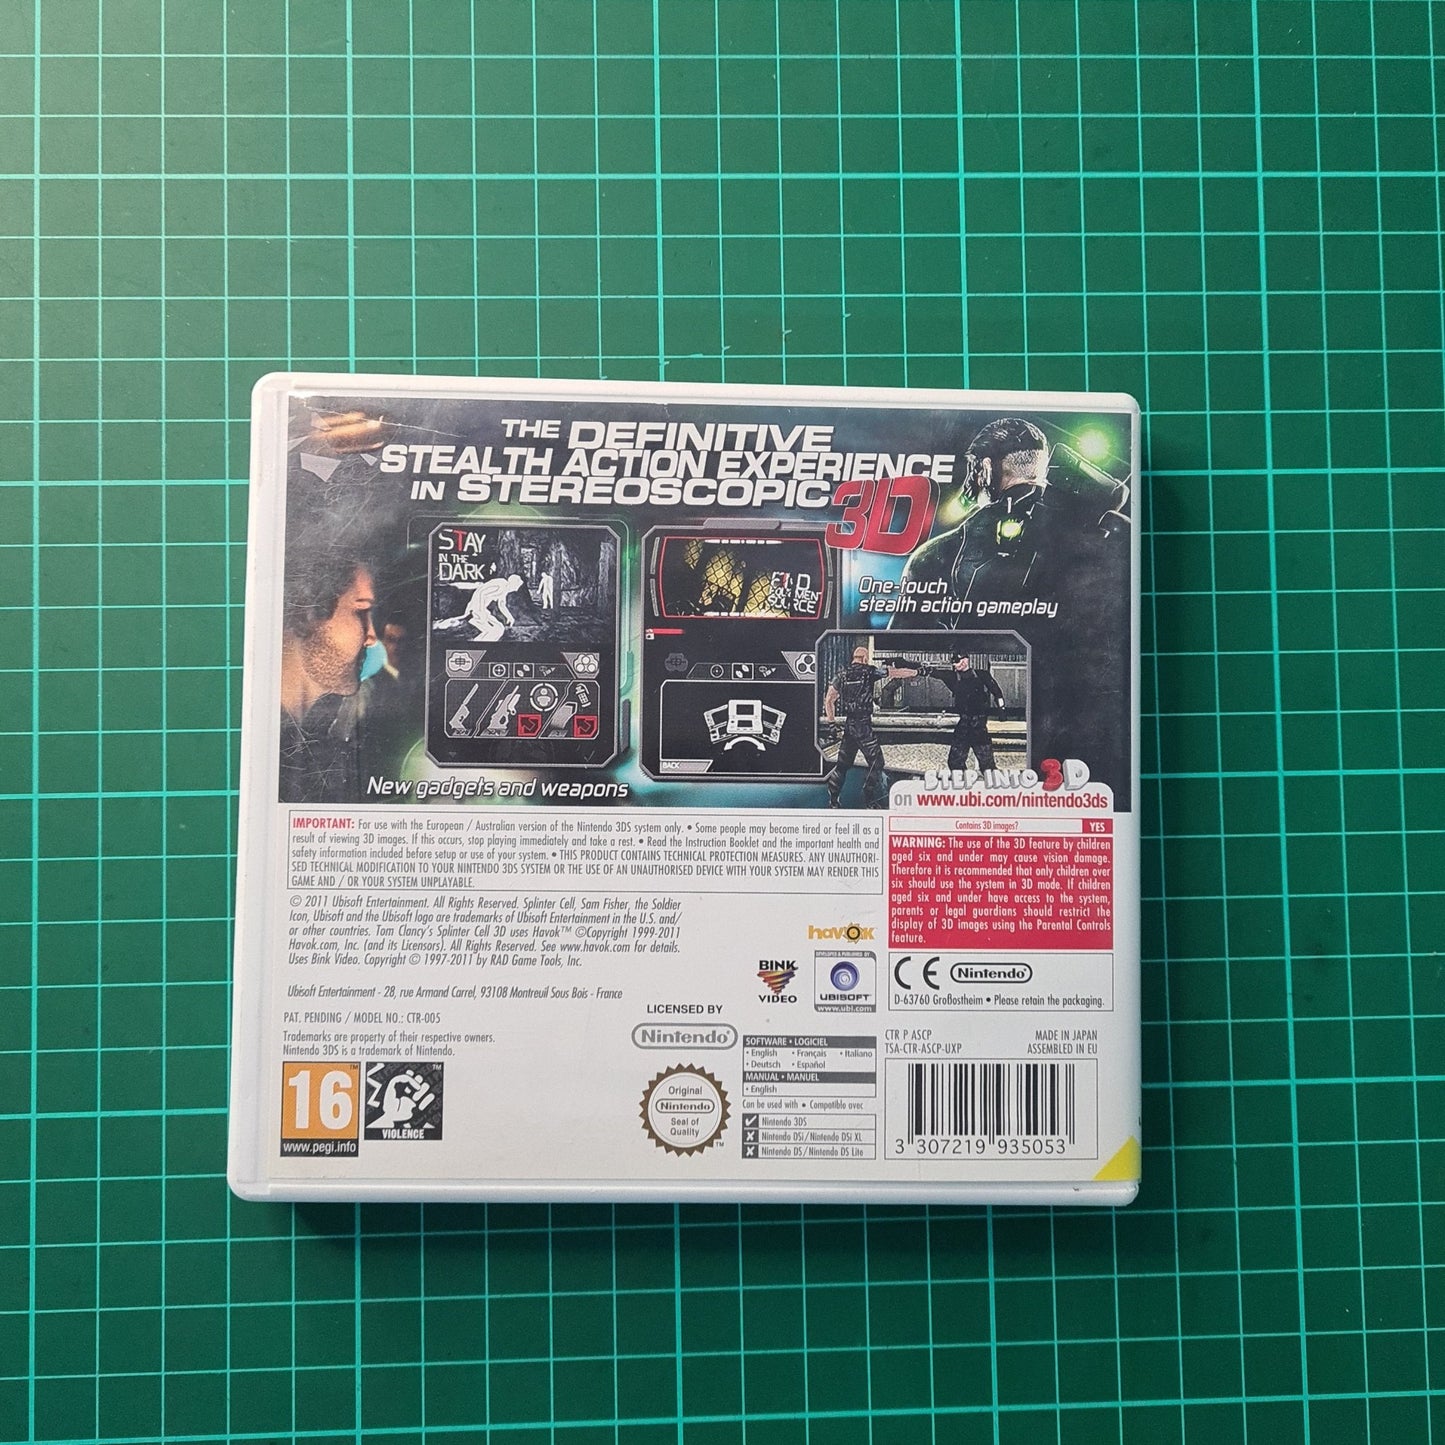 THE DEFINITIVE
STEALTH ACTION EXPERIENCE
IN STEREOSCOPIC 3D
STAY
IN THE
DARK
One-touch
stealth action gameplay
BACK
New gadgets and weapons
STEP INTO 3D
on www.ubi.com/nintendo3ds
IMPORTANT: For use with the European / Australian version of the Nintendo 3DS system only. • Some people may become tired or feel ill as a
result of viewing 3D images. If this occurs, stop playing immediately and take a rest. • Read the Instruction Booklet and the important health and
safety information included before setup or use of your system. • THIS PRODUCT CONTAINS TECHNICAL PROTECTION MEASURES. ANY UNAUTHORI-
SED TECHNICAL MODIFICATION TO YOUR NINTENDO 3DS SYSTEM OR THE USE OF AN UNAUTHORISED DEVICE WITH YOUR SYSTEM MAY RENDER THIS
GAME AND / OR YOUR SYSTEM UNPLAYABLE.
Contains 3D images? YES
WARNING: The use of the 3D feature by children
aged six and under may cause vision damage.
Therefore it is recommended that only children over
six should use the system in 3D mode. If children
aged six and under have access to the system,
parents or legal guardians should restrict the
display of 3D images using the Parental Controls
feature.
© 2011 Ubisoft Entertainment. All Rights Reserved. Splinter Cell, Sam Fisher, the Soldier
Icon, Ubisoft and the Ubisoft logo are trademarks of Ubisoft Entertainment in the U.S. and/
or other countries. Tom Clancy's Splinter Cell 3D uses Havok™ ©Copyright 1999-2011
Havok.com, Inc. (and its Licensors). All Rights Reserved. See www.havok.com for details.
Uses Bink Video. Copyright © 1997-2011 by RAD Game Tools, Inc.
havok
BINK
VIDEO
DEVELOPED & PUBLISHED BY
UBISOFT
www.ubi.com
CE Nintendo
D-63760 Großostheim • Please retain the packaging.
Ubisoft Entertainment - 28, rue Armand Carrel, 93108 Montreuil Sous Bois - France
PAT. PENDING / MODEL NO.: CTR-005
Trademarks are property of their respective owners.
Nintendo 3DS is a trademark of Nintendo.
LICENSED BY
Nintendo
Original
Nintendo
Seal of
Quality
™
SOFTWARE • LOGICIEL
• English • Français • Italiano
• Deutsch • Español
MANUAL • MANUEL
• English
Can be used with • Compatible avec
Nintendo 3DS
Nintendo DSi/Nintendo DSi XL
Nintendo DS/Nintendo DS Lite
CTR P ASCP
TSA-CTR-ASCP-UXP
MADE IN JAPAN
ASSEMBLED IN EU
3 307219 935053
16
www.pegi.info
VIOLENCE